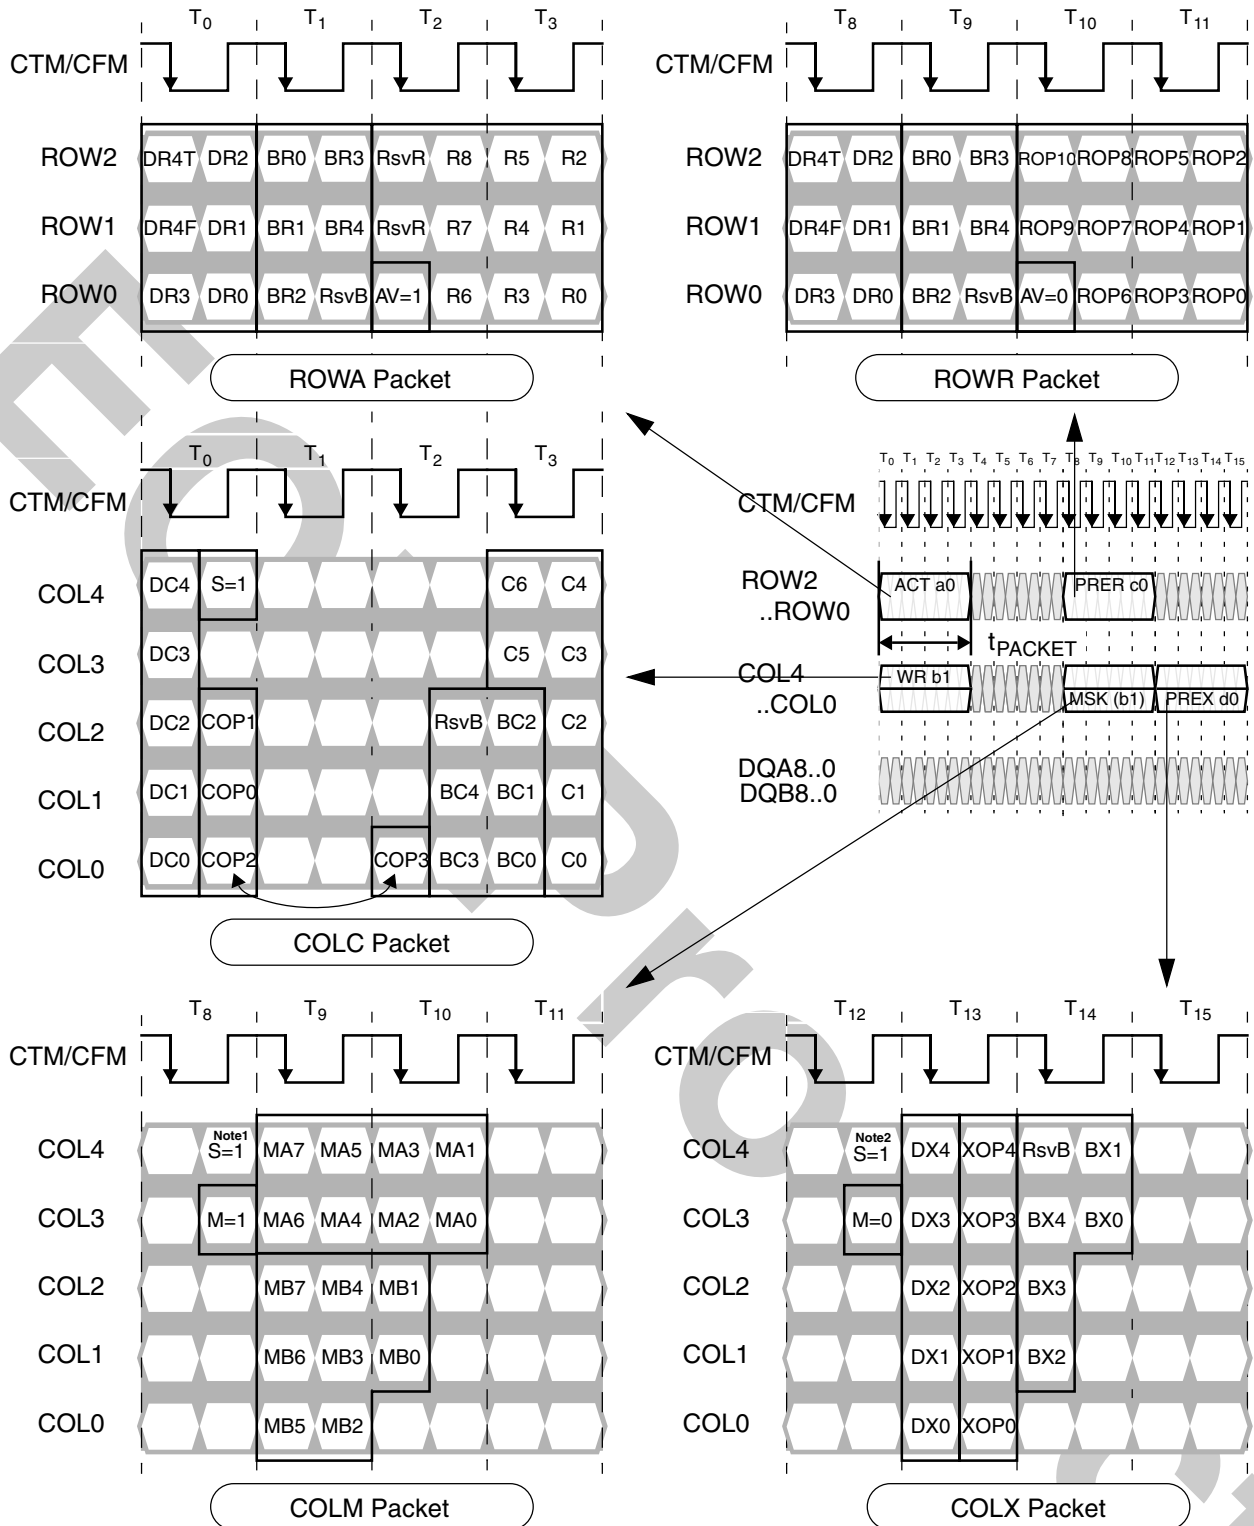 T0 T1 T2 T3
CTM/CFM
ROW2 DR4T DR2 BR0 BR3 RsvR R8 R5 R2
ROW1 DR4F DR1 BR1 BR4 RsvR R7 R4 R1
ROW0 DR3 DR0 BR2 RsvB AV=1 R6 R3 R0
ROWA Packet
T8 T9 T10 T11
CTM/CFM
ROW2 DR4T DR2 BR0 BR3 ROP10 ROP8 ROP5 ROP2
ROW1 DR4F DR1 BR1 BR4 ROP9 ROP7 ROP4 ROP1
ROW0 DR3 DR0 BR2 RsvB AV=0 ROP6 ROP3 ROP0
ROWR Packet
T0 T1 T2 T3
CTM/CFM
COL4 DC4 S=1 C6 C4
COL3 DC3 C5 C3
COL2 DC2 COP1 RsvB BC2 C2
COL1 DC1 COP0 BC4 BC1 C1
COL0 DC0 COP2 COP3 BC3 BC0 C0
COLC Packet
T0 T1 T2 T3 T4 T5 T6 T7 T8 T9 T10 T11 T12 T13 T14 T15
CTM/CFM
ROW2 ACT a0 PRER c0
..ROW0
tPACKET
COL4 WR b1
..COL0 MSK (b1) PREX d0
DQA8..0
DQB8..0
T8 T9 T10 T11
CTM/CFM
Note1
COL4 S=1 MA7 MA5 MA3 MA1
COL3 M=1 MA6 MA4 MA2 MA0
COL2 MB7 MB4 MB1
COL1 MB6 MB3 MB0
COL0 MB5 MB2
COLM Packet
T12 T13 T14 T15
CTM/CFM
Note2
COL4 S=1 DX4 XOP4 RsvB BX1
COL3 M=0 DX3 XOP3 BX4 BX0
COL2 DX2 XOP2 BX3
COL1 DX1 XOP1 BX2
COL0 DX0 XOP0
COLX Packet